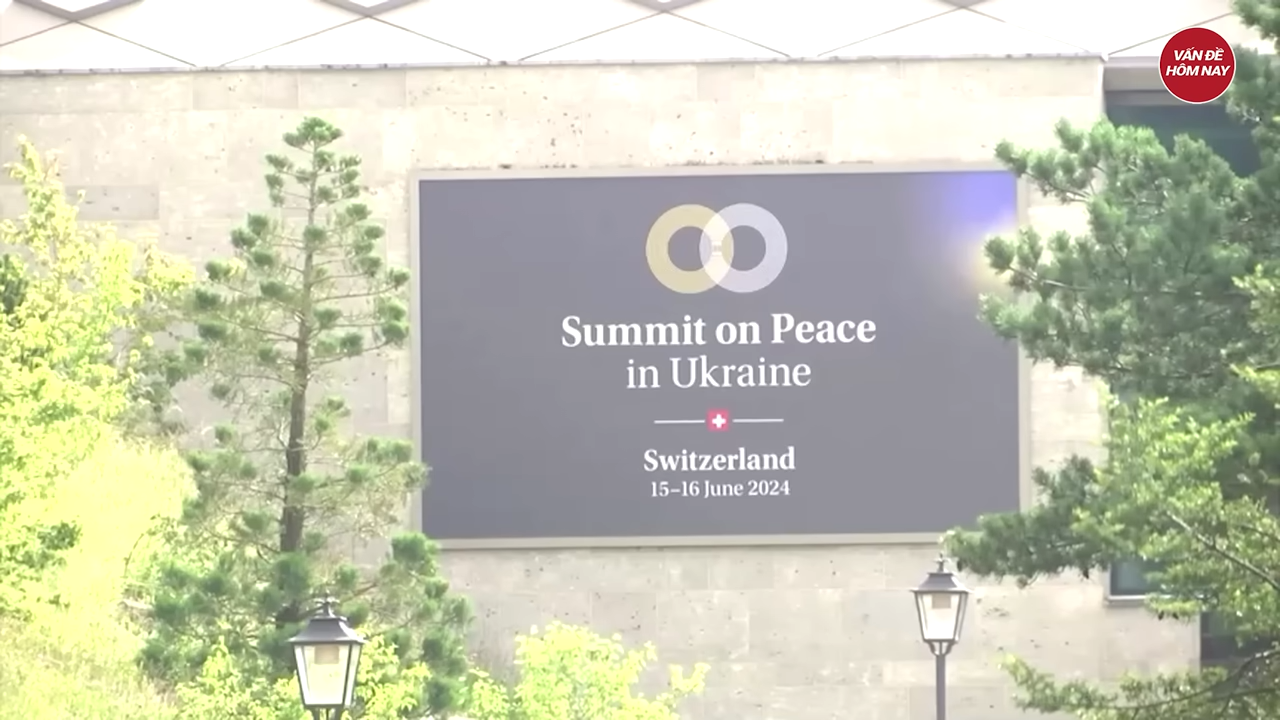 VẤN ĐỀ
HÔM NAY
Summit on Peace
in Ukraine
Switzerland
15–16 June 2024